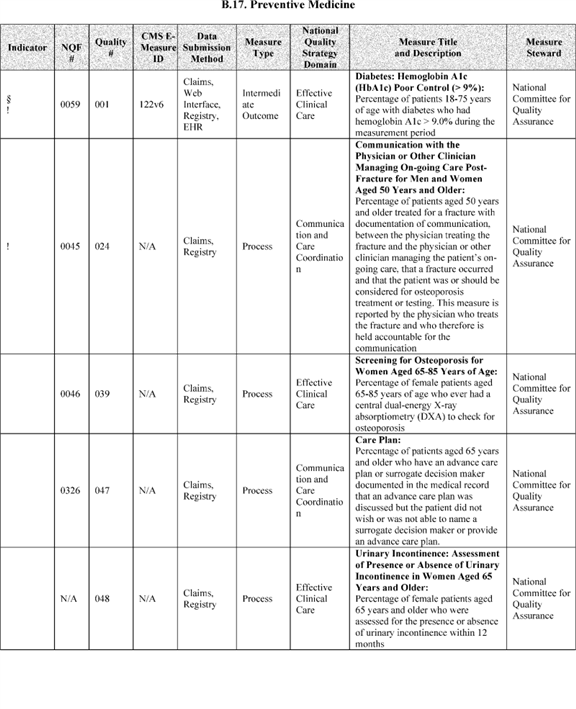 B.17. Preventive Medicine
Indicator
NQF
#
Quality
#
CMS E-
Measure
ID
Data
Submission
Method
Measure
Type
National
Quality
Strategy
Domain
Measure Title
and Description
Measure
Steward
§
!
0059
001
122v6
Claims,
Web
Interface,
Registry,
EHR
Intermedi
ate
Outcome
Effective
Clinical
Care
Diabetes: Hemoglobin A1c
(HbA1c) Poor Control (> 9%):
Percentage of patients 18-75 years
of age with diabetes who had
hemoglobin A1c > 9.0% during the
measurement period
National
Committee for
Quality
Assurance
!
0045
024
N/A
Claims,
Registry
Process
Communica
tion and
Care
Coordinatio
n
Communication with the
Physician or Other Clinician
Managing On-going Care Post-
Fracture for Men and Women
Aged 50 Years and Older:
Percentage of patients aged 50 years
and older treated for a fracture with
documentation of communication,
between the physician treating the
fracture and the physician or other
clinician managing the patient's on-
going care, that a fracture occurred
and that the patient was or should be
considered for osteoporosis
treatment or testing. This measure is
reported by the physician who treats
the fracture and who therefore is
held accountable for the
communication
National
Committee for
Quality
Assurance
0046
039
N/A
Claims,
Registry
Process
Effective
Clinical
Care
Screening for Osteoporosis for
Women Aged 65-85 Years of Age:
Percentage of female patients aged
65-85 years of age who ever had a
central dual-energy X-ray
absorptiometry (DXA) to check for
osteoporosis
National
Committee for
Quality
Assurance
0326
047
N/A
Claims,
Registry
Process
Communica
tion and
Care
Coordinatio
n
Care Plan:
Percentage of patients aged 65 years
and older who have an advance care
plan or surrogate decision maker
documented in the medical record
that an advance care plan was
discussed but the patient did not
wish or was not able to name a
surrogate decision maker or provide
an advance care plan.
National
Committee for
Quality
Assurance
N/A
048
N/A
Claims,
Registry
Process
Effective
Clinical
Care
Urinary Incontinence: Assessment
of Presence or Absence of Urinary
Incontinence in Women Aged 65
Years and Older:
Percentage of female patients aged
65 years and older who were
assessed for the presence or absence
of urinary incontinence within 12
months
National
Committee for
Quality
Assurance